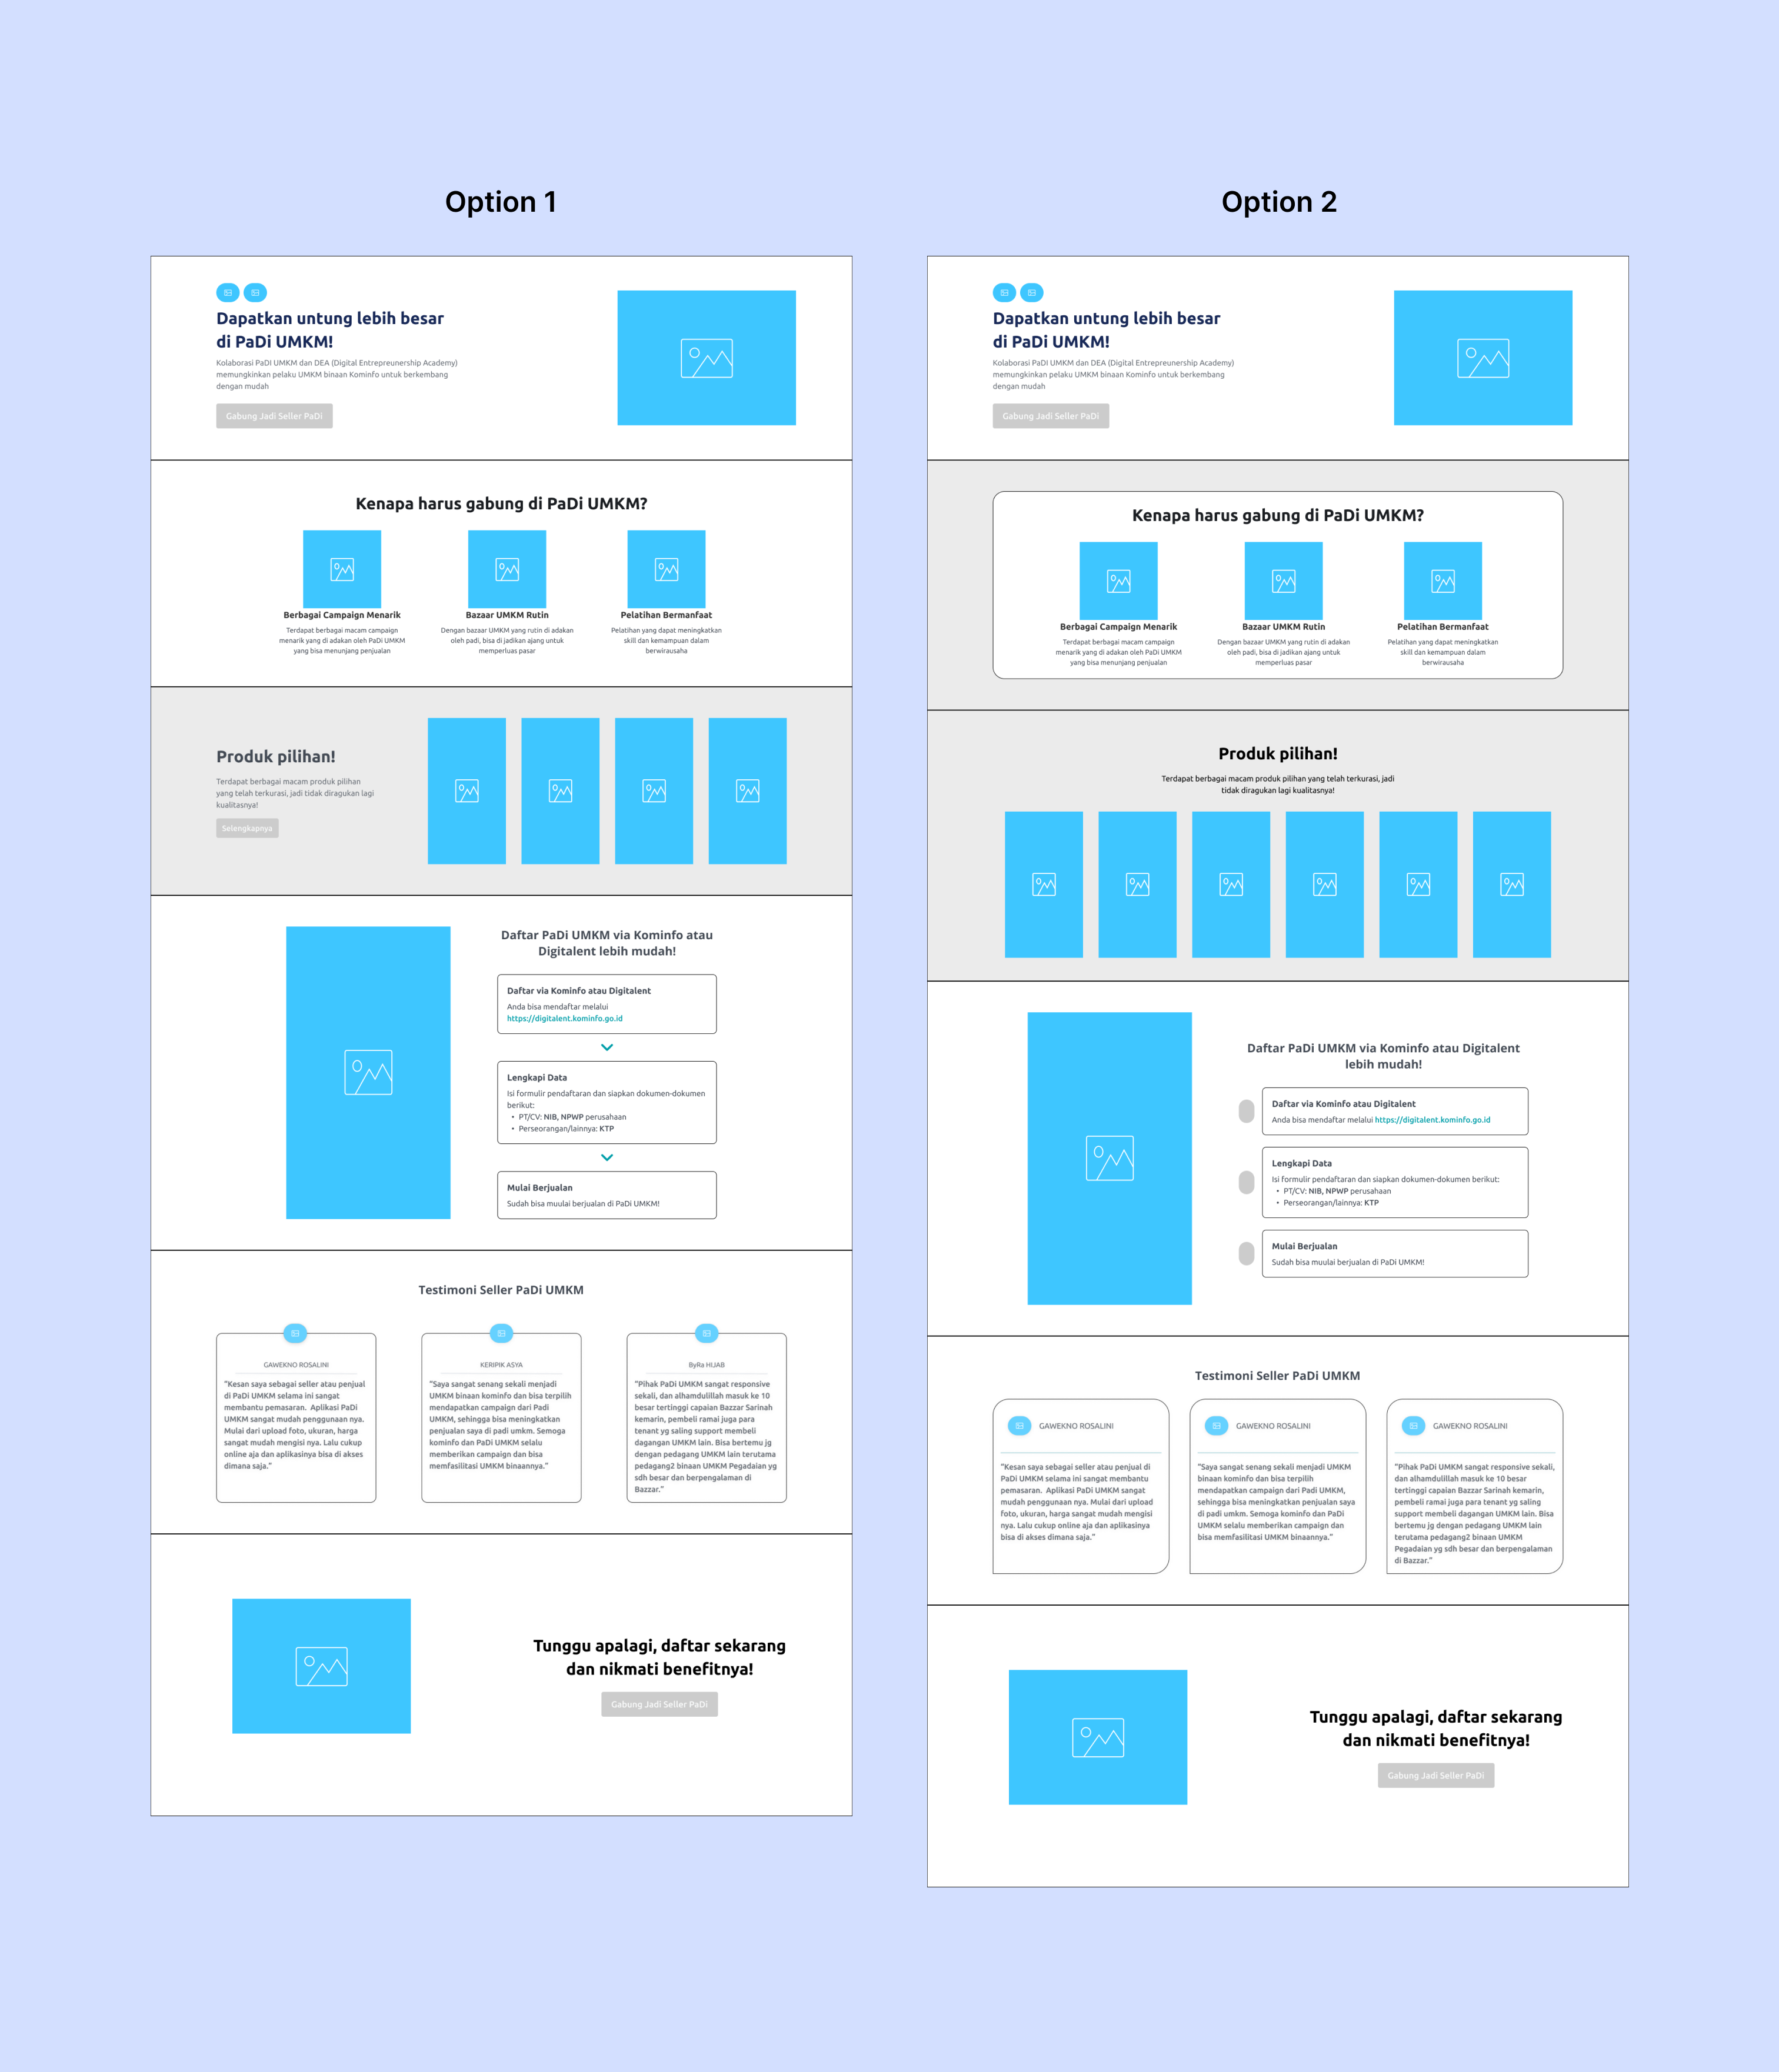 Option 1
Dapatkan untung lebih besar
di PaDi UMKM!
Kolaborasi PaDI UMKM dan DEA (Digital Entrepreunership Academy)
memungkinkan pelaku UMKM binaan Kominfo untuk berkembang
dengan mudah
Gabung Jadi Seller PaDi
Kenapa harus gabung di PaDi UMKM?
Berbagai Campaign Menarik
Terdapat berbagai macam campaign
menarik yang di adakan oleh PaDi UMKM
yang bisa menunjang penjualan
Bazaar UMKM Rutin
Dengan bazaar UMKM yang rutin di adakan
oleh padi, bisa di jadikan ajang untuk
memperluas pasar
Pelatihan Bermanfaat
Pelatihan yang dapat meningkatkan
skill dan kemampuan dalam
berwirausaha
Produk pilihan!
Terdapat berbagai macam produk pilihan
yang telah terkurasi, jadi tidak diragukan lagi
kualitasnya!
Selengkapnya
Daftar PaDi UMKM via Kominfo atau
Digitalent lebih mudah!
Daftar via Kominfo atau Digitalent
Anda bisa mendaftar melalui
https://digitalent.kominfo.go.id
Lengkapi Data
Isi formulir pendaftaran dan siapkan dokumen-dokumen
berikut:
• PT/CV: NIB, NPWP perusahaan
• Perseorangan/lainnya: KTP
Mulai Berjualan
Sudah bisa muulai berjualan di PaDi UMKM!
Testimoni Seller PaDi UMKM
GAWEKNO ROSALINI
"Kesan saya sebagai seller atau penjual
di PaDi UMKM selama ini sangat
membantu pemasaran. Aplikasi PaDi
UMKM sangat mudah penggunaan nya.
Mulai dari upload foto, ukuran, harga
sangat mudah mengisi nya. Lalu cukup
online aja dan aplikasinya bisa di akses
dimana saja."
KERIPIK ASYA
"Saya sangat senang sekali menjadi
UMKM binaan kominfo dan bisa terpilih
mendapatkan campaign dari Padi
UMKM, sehingga bisa meningkatkan
penjualan saya di padi umkm. Semoga
kominfo dan PaDi UMKM selalu
memberikan campaign dan bisa
memfasilitasi UMKM binaannya."
ByRa HIJAB
"Pihak PaDi UMKM sangat responsive
sekali, dan alhamdulillah masuk ke 10
besar tertinggi capaian Bazzar Sarinah
kemarin, pembeli ramai juga para
tenant yg saling support membeli
dagangan UMKM lain. Bisa bertemu jg
dengan pedagang UMKM lain terutama
pedagang2 binaan UMKM Pegadaian yg
sdh besar dan berpengalaman di
Bazzar."
Tunggu apalagi, daftar sekarang
dan nikmati benefitnya!
Gabung Jadi Seller PaDi
Option 2
Dapatkan untung lebih besar
di PaDi UMKM!
Kolaborasi PaDI UMKM dan DEA (Digital Entrepreunership Academy)
memungkinkan pelaku UMKM binaan Kominfo untuk berkembang
dengan mudah
Gabung Jadi Seller PaDi
Kenapa harus gabung di PaDi UMKM?
Berbagai Campaign Menarik
Terdapat berbagai macam campaign
menarik yang di adakan oleh PaDi UMKM
yang bisa menunjang penjualan
Bazaar UMKM Rutin
Dengan bazaar UMKM yang rutin di adakan
oleh padi, bisa di jadikan ajang untuk
memperluas pasar
Pelatihan Bermanfaat
Pelatihan yang dapat meningkatkan
skill dan kemampuan dalam
berwirausaha
Produk pilihan!
Terdapat berbagai macam produk pilihan yang telah terkurasi, jadi
tidak diragukan lagi kualitasnya!
Daftar PaDi UMKM via Kominfo atau Digitalent
lebih mudah!
Daftar via Kominfo atau Digitalent
Anda bisa mendaftar melalui https://digitalent.kominfo.go.id
Lengkapi Data
Isi formulir pendaftaran dan siapkan dokumen-dokumen berikut:
• PT/CV: NIB, NPWP perusahaan
• Perseorangan/lainnya: KTP
Mulai Berjualan
Sudah bisa muulai berjualan di PaDi UMKM!
Testimoni Seller PaDi UMKM
GAWEKNO ROSALINI
"Kesan saya sebagai seller atau penjual di
PaDi UMKM selama ini sangat membantu
pemasaran. Aplikasi PaDi UMKM sangat
mudah penggunaan nya. Mulai dari upload
foto, ukuran, harga sangat mudah mengisi
nya. Lalu cukup online aja dan aplikasinya
bisa di akses dimana saja."
GAWEKNO ROSALINI
"Saya sangat senang sekali menjadi UMKM
binaan kominfo dan bisa terpilih
mendapatkan campaign dari Padi UMKM,
sehingga bisa meningkatkan penjualan saya
di padi umkm. Semoga kominfo dan PaDi
UMKM selalu memberikan campaign dan
bisa memfasilitasi UMKM binaannya."
GAWEKNO ROSALINI
"Pihak PaDi UMKM sangat responsive sekali,
dan alhamdulillah masuk ke 10 besar
tertinggi capaian Bazzar Sarinah kemarin,
pembeli ramai juga para tenant yg saling
support membeli dagangan UMKM lain. Bisa
bertemu jg dengan pedagang UMKM lain
terutama pedagang2 binaan UMKM
Pegadaian yg sdh besar dan berpengalaman
di Bazzar."
Tunggu apalagi, daftar sekarang
dan nikmati benefitnya!
Gabung Jadi Seller PaDi